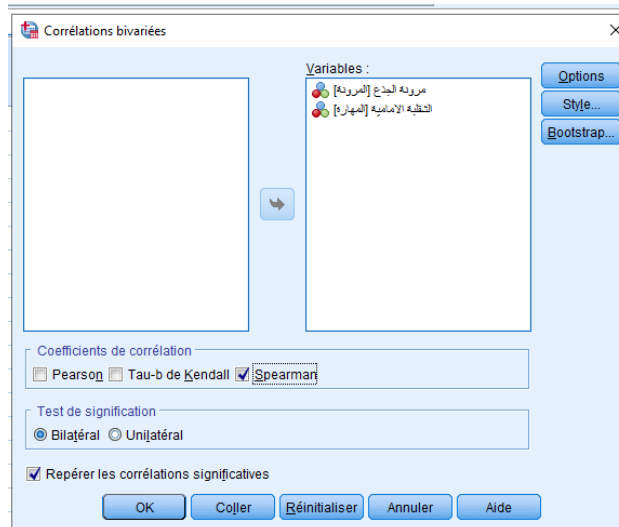 Corrélations bivariées
Variables :
مرونة الجذع [المرونة]
الشقلبة الامامية [المهارة]
Options
Style...
Bootstrap...
Coefficients de corrélation
Pearson Tau-b de Kendall Spearman
Test de signification
Bilatéral Unilatéral
Repérer les corrélations significatives
OK Coller Réinitialiser Annuler Aide